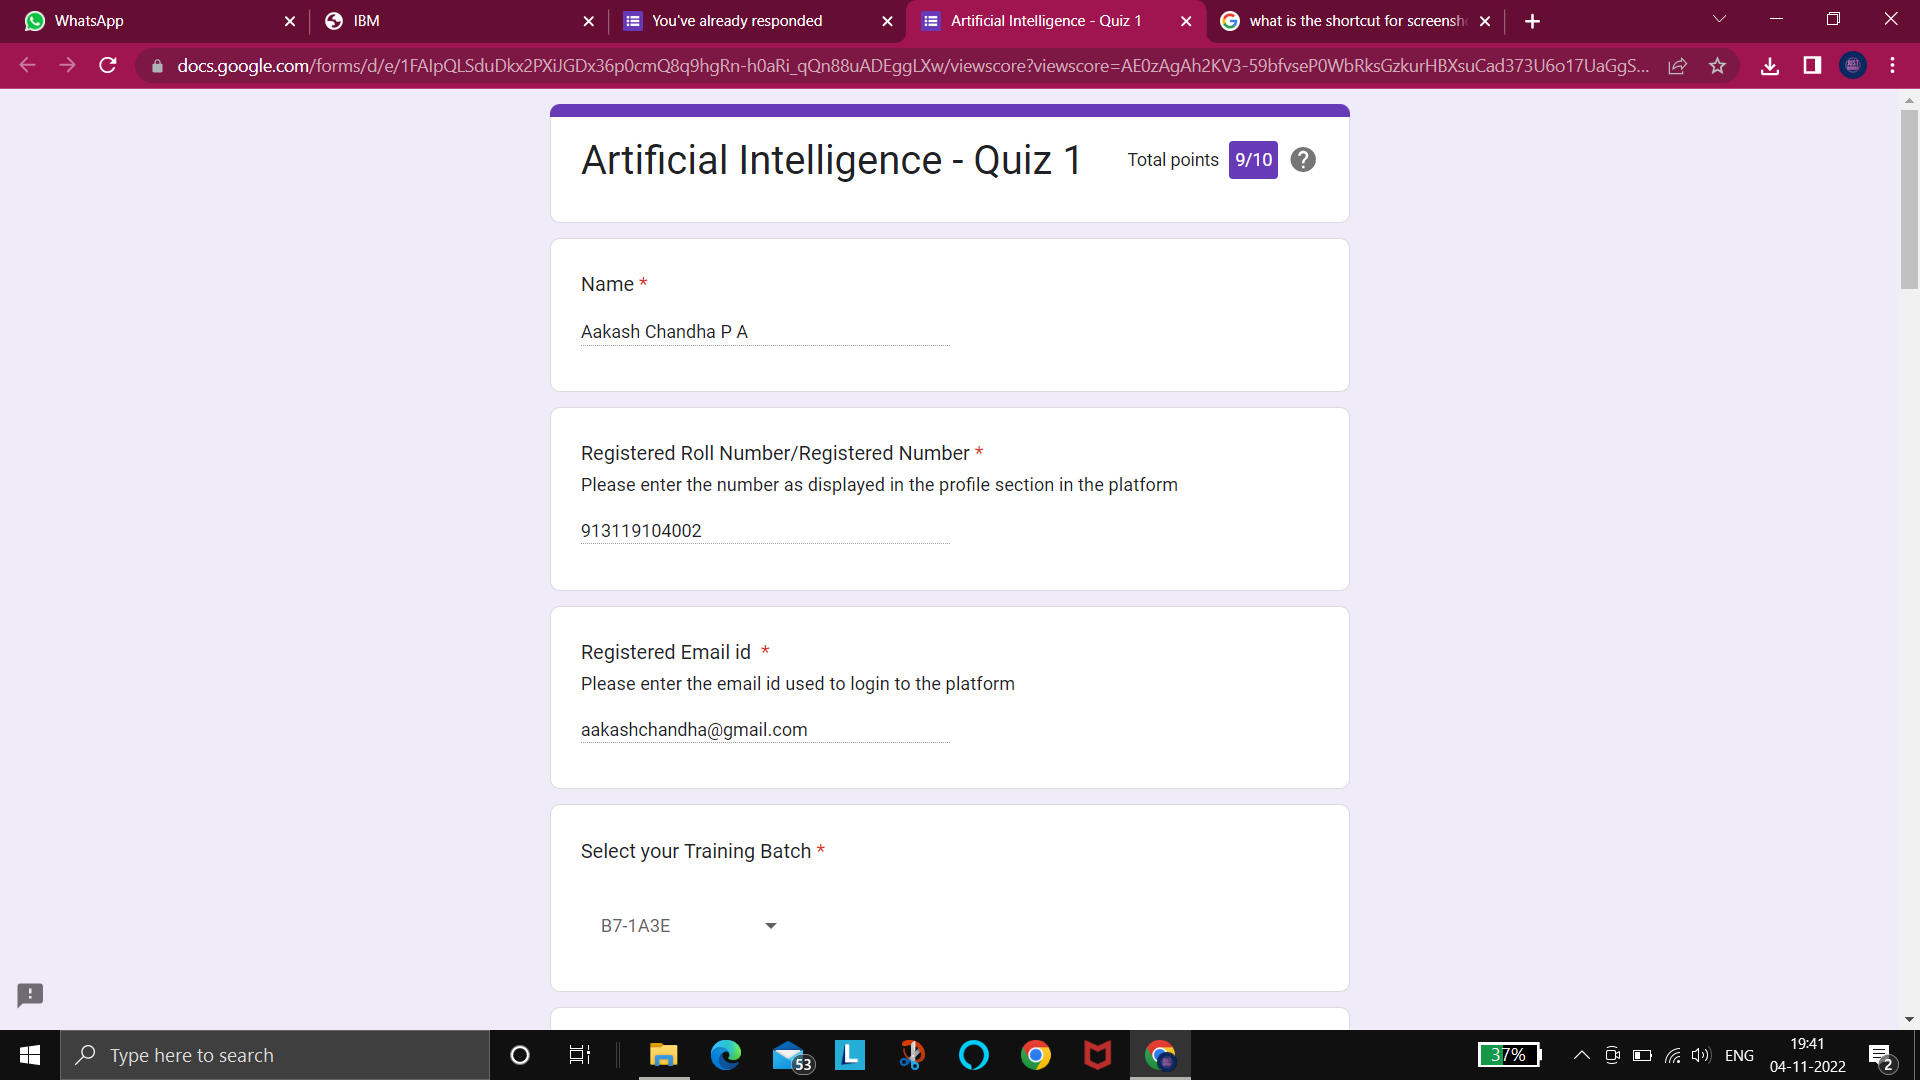 WhatsApp
IBM
You've already responded
Artificial Intelligence - Quiz 1
what is the shortcut for screensh
docs.google.com/forms/d/e/1FAIpQLSduDkx2PXiJGDx36p0cmQ8q9hgRn-h0aRi_qQn88uADEggLXw/viewscore?viewscore=AE0zAgAh2KV3-59bfvseP0WbRksGzkurHBXsuCad373U6o17UaGgS...
Artificial Intelligence - Quiz 1
Total points 9/10
Name *
Aakash Chandha P A
Registered Roll Number/Registered Number *
Please enter the number as displayed in the profile section in the platform
913119104002
Registered Email id *
Please enter the email id used to login to the platform
aakashchandha@gmail.com
Select your Training Batch *
B7-1A3E
Type here to search
53
L
37%
ENG
19:41
04-11-2022
2